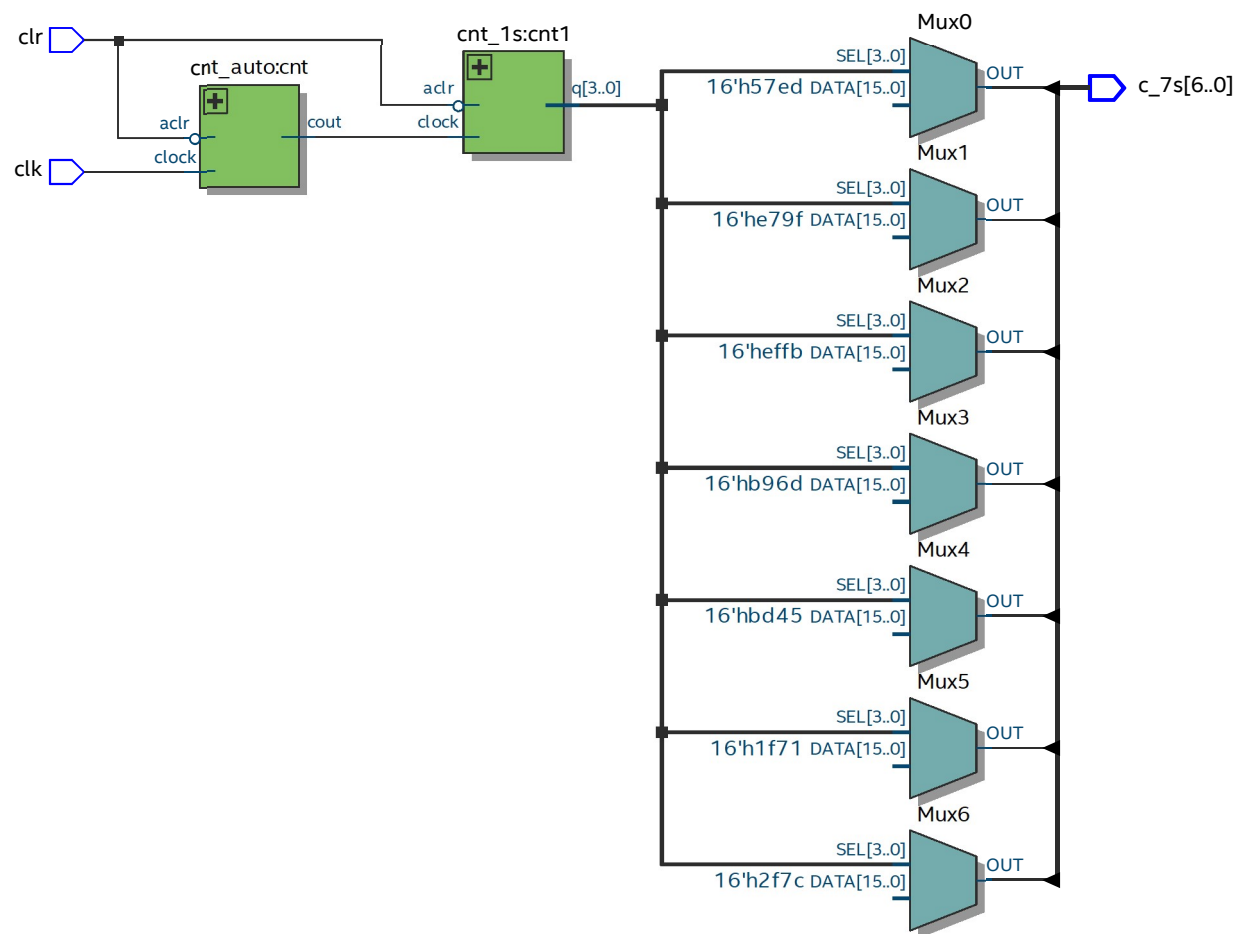 clr
cnt_auto:cnt
aclr
clock
cout
clk
cnt_1s:cnt1
aclr
clock
q[3..0]
Mux0
SEL[3..0]
16'h57ed DATA[15..0]
OUT
c_7s[6..0]
Mux1
SEL[3..0]
16'he79f DATA[15..0]
OUT
Mux2
SEL[3..0]
16'heffb DATA[15..0]
OUT
Mux3
SEL[3..0]
16'hb96d DATA[15..0]
OUT
Mux4
SEL[3..0]
16'hbd45 DATA[15..0]
OUT
Mux5
SEL[3..0]
16'h1f71 DATA[15..0]
OUT
Mux6
SEL[3..0]
16'h2f7c DATA[15..0]
OUT